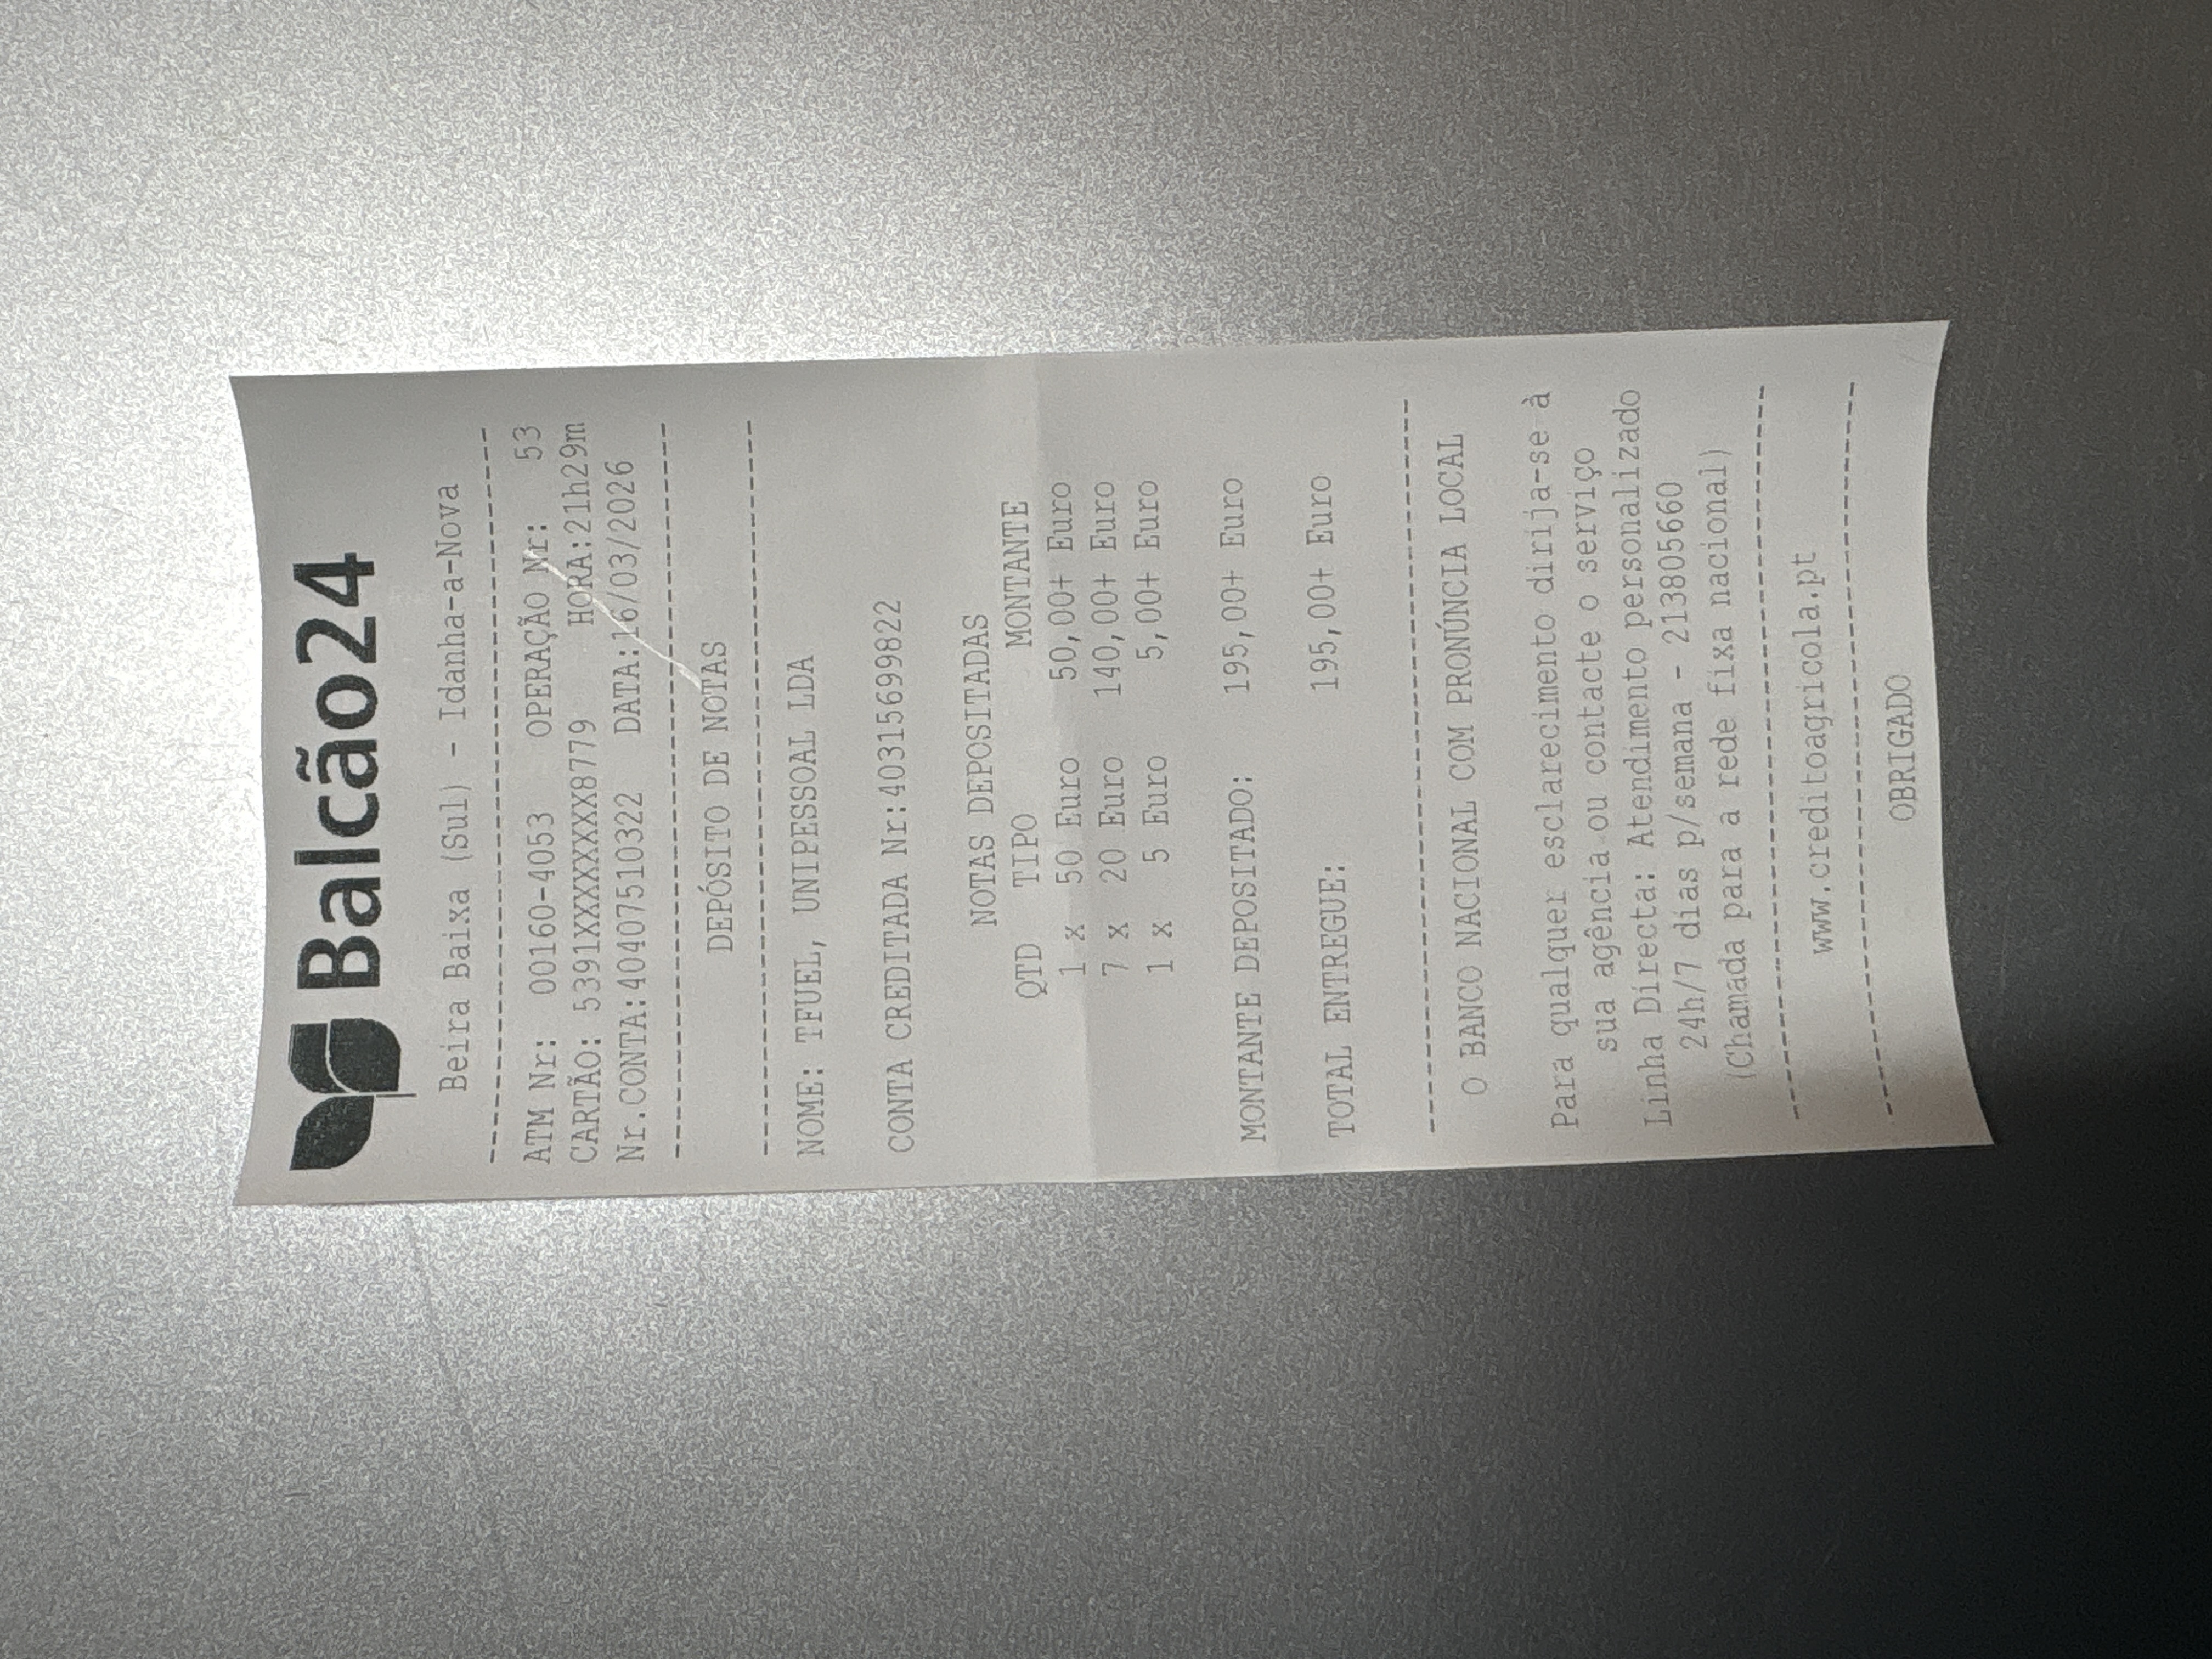 Balcão24
Beira Baixa (Sul) - Idanha-a-Nova
------------------------------------------
ATM Nr: 00160-4053 OPERAÇÃO Nr: 53
CARTÃO: 5391XXXXXXXX8779 HORA:21h29m
Nr.CONTA:40407510322 DATA:16/03/2026
------------------------------------------
DEPÓSITO DE NOTAS
------------------------------------------
NOME: TFUEL, UNIPESSOAL LDA
CONTA CREDITADA Nr:40315699822
NOTAS DEPOSITADAS
QTD TIPO MONTANTE
1 x 50 Euro 50,00+ Euro
7 x 20 Euro 140,00+ Euro
1 x 5 Euro 5,00+ Euro
MONTANTE DEPOSITADO: 195,00+ Euro
TOTAL ENTREGUE: 195,00+ Euro
------------------------------------------
O BANCO NACIONAL COM PRONÚNCIA LOCAL
Para qualquer esclarecimento dirija-se à
sua agência ou contacte o serviço
Linha Directa: Atendimento personalizado
24h/7 dias p/semana - 213805660
(Chamada para a rede fixa nacional)
------------------------------------------
www.creditoagricola.pt
------------------------------------------
OBRIGADO